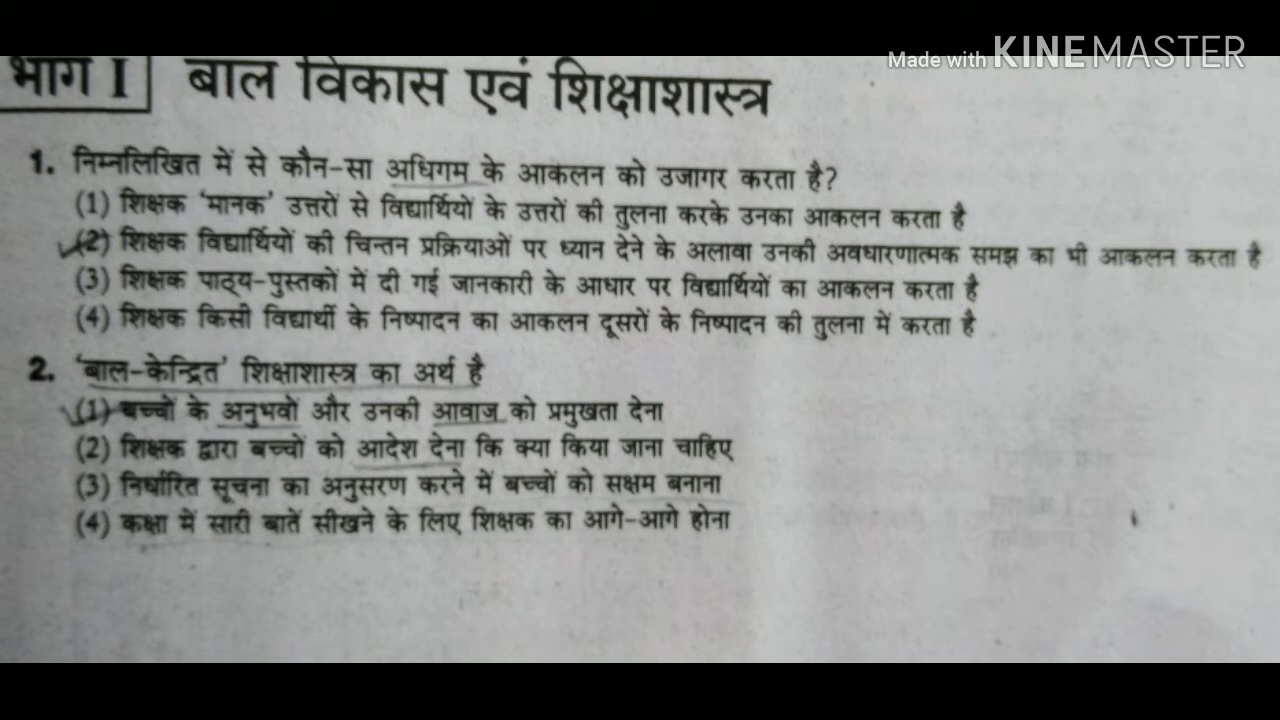 Made with KINEMASTER
भाग I बाल विकास एवं शिक्षाशास्त्र
1. निम्नलिखित में से कौन-सा अधिगम के आकलन को उजागर करता है?
(1) शिक्षक 'मानक' उत्तरों से विद्यार्थियों के उत्तरों की तुलना करके उनका आकलन करता है
(2) शिक्षक विद्यार्थियों की चिन्तन प्रक्रियाओं पर ध्यान देने के अलावा उनकी अवधारणात्मक समझ का भी आकलन करता है
(3) शिक्षक पाठ्य-पुस्तकों में दी गई जानकारी के आधार पर विद्यार्थियों का आकलन करता है
(4) शिक्षक किसी विद्यार्थी के निष्पादन का आकलन दूसरों के निष्पादन की तुलना में करता है
2. 'बाल-केन्द्रित' शिक्षाशास्त्र का अर्थ है
(1) बच्चों के अनुभवों और उनकी आवाज को प्रमुखता देना
(2) शिक्षक द्वारा बच्चों को आदेश देना कि क्या किया जाना चाहिए
(3) निर्धारित सूचना का अनुसरण करने में बच्चों को सक्षम बनाना
(4) कक्षा में सारी बातें सीखने के लिए शिक्षक का आगे-आगे होना